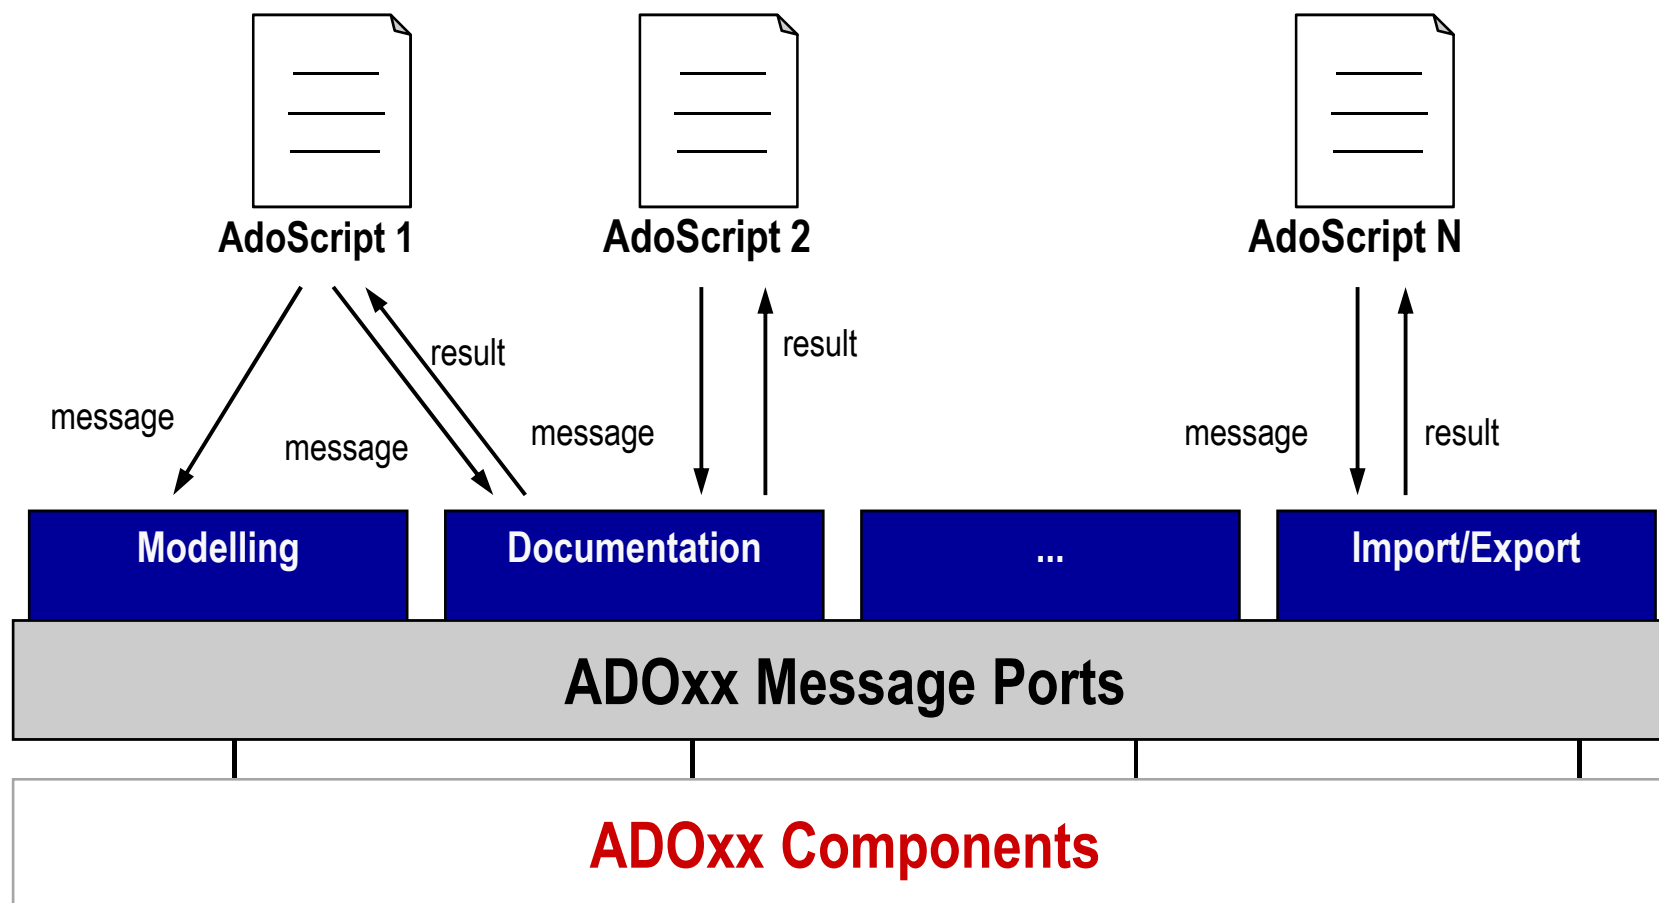 AdoScript 1
AdoScript 2
AdoScript N
result
result
message
message
message
message
result
Modelling
Documentation
...
Import/Export
ADOxx Message Ports
ADOxx Components